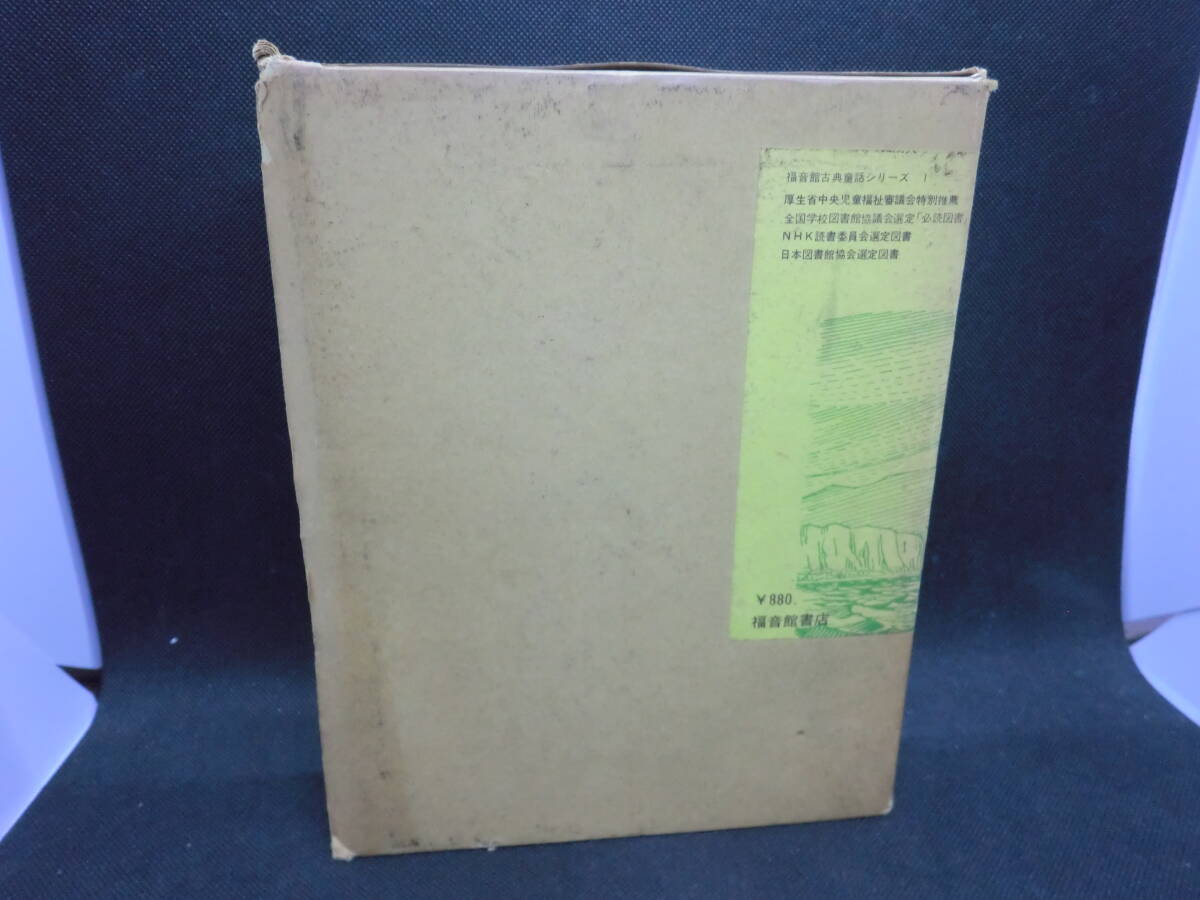 福音館古典童話シリーズ 1
厚生省中央児童福祉審議会特別推薦
全国学校図書館協議会選定「必読図書」
NHK読書委員会選定図書
日本図書館協会選定図書
¥880
福音館書店